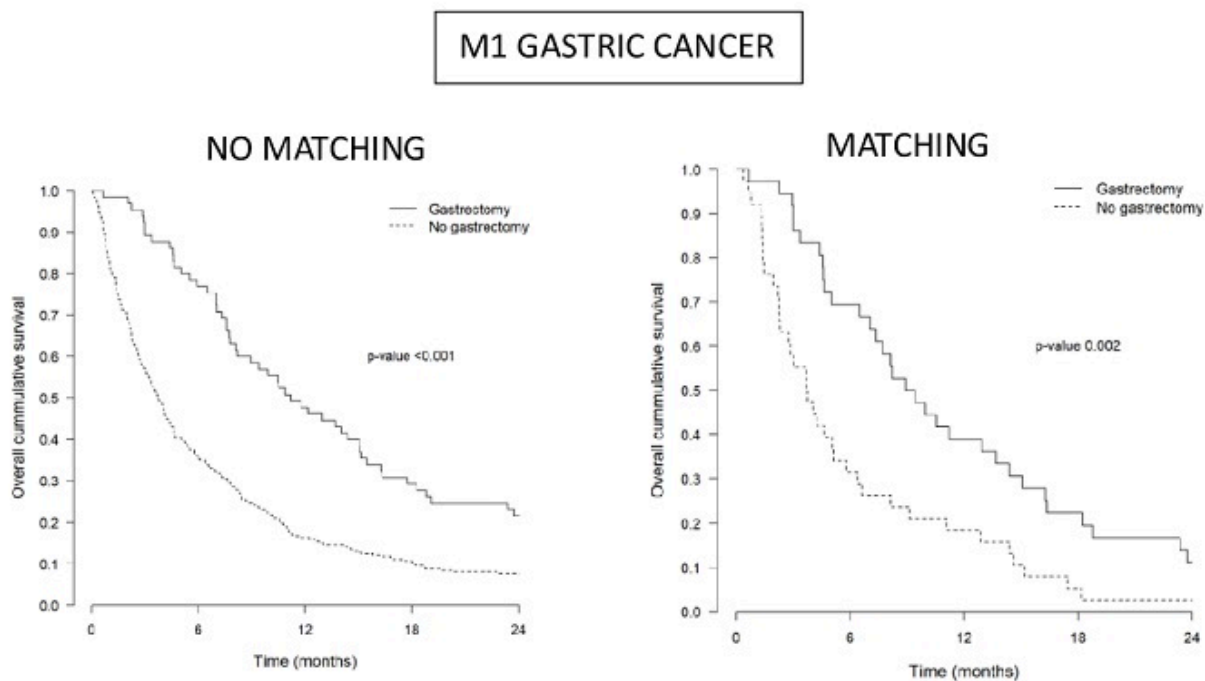 M1 GASTRIC CANCER
NO MATCHING
Gastrectomy
No gastrectomy
p-value <0.001
Overall cummulative survival
1.0
0.9
0.8
0.7
0.6
0.5
0.4
0.3
0.2
0.1
0.0
0 6 12 18 24
Time (months)
MATCHING
Gastrectomy
No gastrectomy
p-value 0.002
Overall cummulative survival
1.0
0.9
0.8
0.7
0.6
0.5
0.4
0.3
0.2
0.1
0.0
0 6 12 18 24
Time (months)